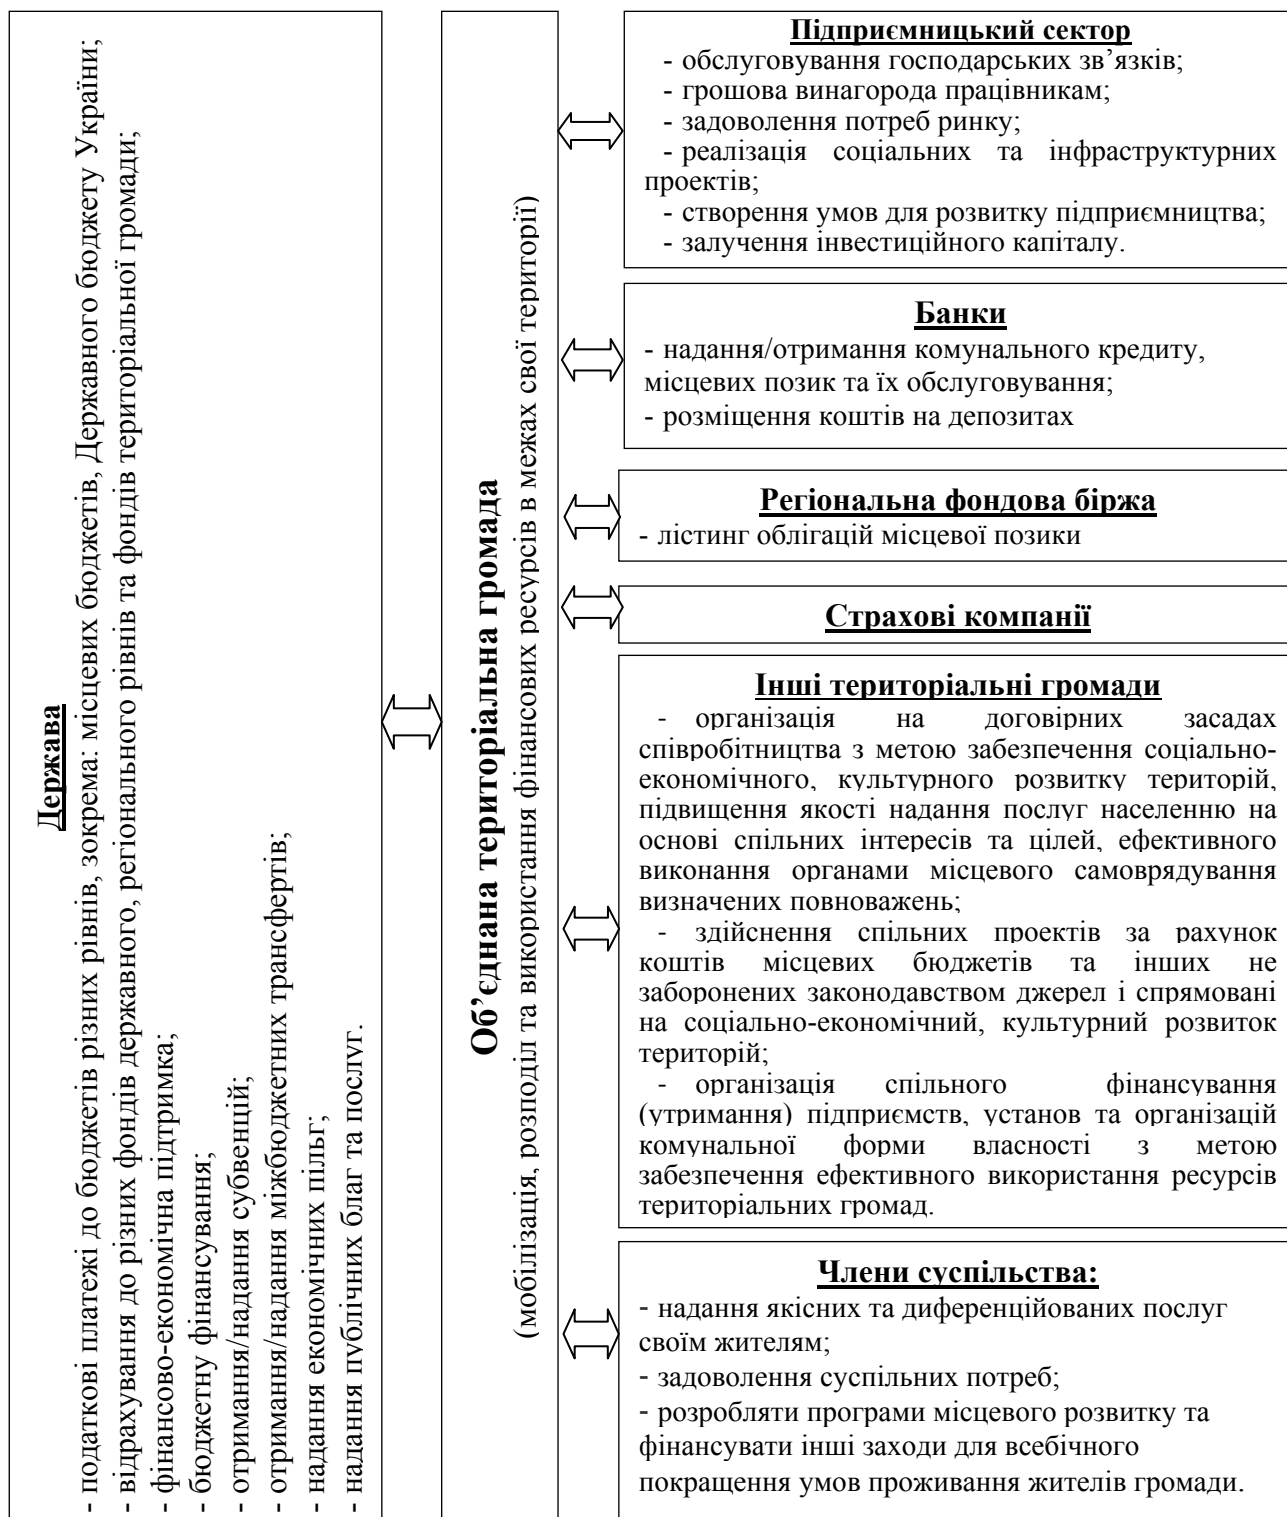 Держава
- податкові платежі до бюджетів різних рівнів, зокрема: місцевих бюджетів, Державного бюджету України;
- відрахування до різних фондів державного, регіонального рівнів та фондів територіальної громади;
- фінансово-економічна підтримка;
- бюджетну фінансування;
- отримання/надання субвенцій;
- отримання/надання міжбюджетних трансфертів;
- надання економічних пільг;
- надання публічних благ та послуг.
Об’єднана територіальна громада
(мобілізація, розподіл та використання фінансових ресурсів в межах свої території)
Підприємницький сектор
- обслуговування господарських зв’язків;
- грошова винагорода працівникам;
- задоволення потреб ринку;
- реалізація соціальних та інфраструктурних
проектів;
- створення умов для розвитку підприємництва;
- залучення інвестиційного капіталу.
Банки
- надання/отримання комунального кредиту,
місцевих позик та їх обслуговування;
- розміщення коштів на депозитах
Регіональна фондова біржа
- лістинг облігацій місцевої позики
Страхові компанії
Інші територіальні громади
- організація на договірних засадах
співробітництва з метою забезпечення соціально-
економічного, культурного розвитку територій,
підвищення якості надання послуг населенню на
основі спільних інтересів та цілей, ефективного
виконання органами місцевого самоврядування
визначених повноважень;
- здійснення спільних проектів за рахунок
коштів місцевих бюджетів та інших не
заборонених законодавством джерел і спрямовані
на соціально-економічний, культурний розвиток
територій;
- організація спільного фінансування
(утримання) підприємств, установ та організацій
комунальної форми власності з метою
забезпечення ефективного використання ресурсів
територіальних громад.
Члени суспільства:
- надання якісних та диференційованих послуг
своїм жителям;
- задоволення суспільних потреб;
- розробляти програми місцевого розвитку та
фінансувати інші заходи для всебічного
покращення умов проживання жителів громади.